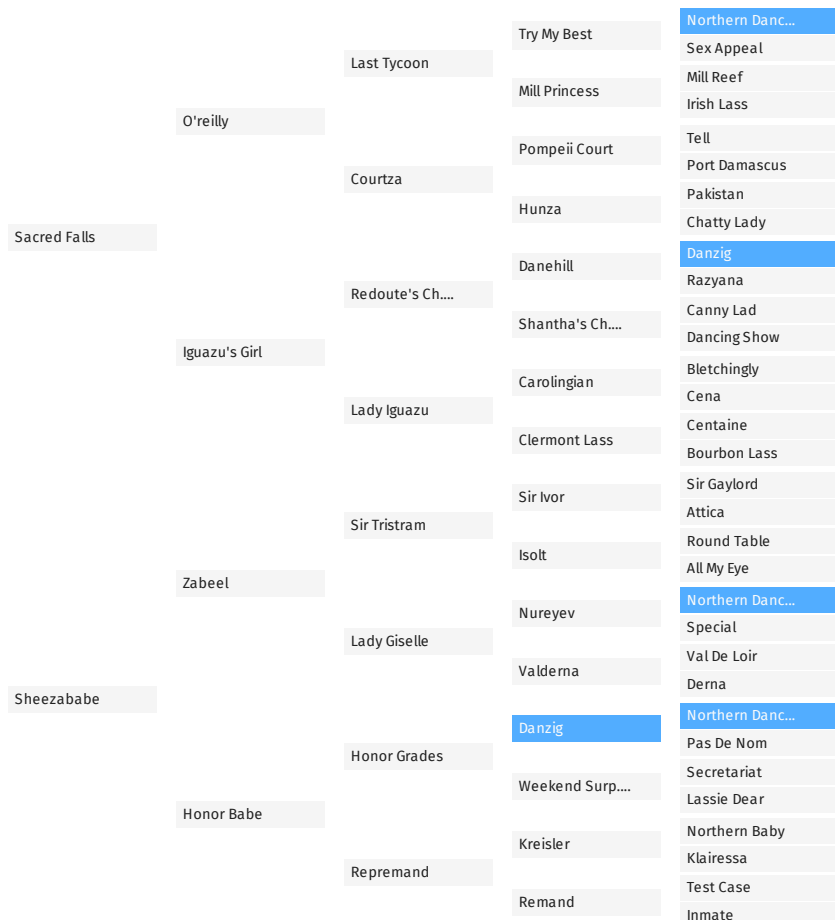 Northern Danc...
Try My Best
Sex Appeal
Last Tycoon
Mill Reef
Mill Princess
Irish Lass
O'reilly
Tell
Pompeii Court
Port Damascus
Courtza
Pakistan
Hunza
Chatty Lady
Sacred Falls
Danzig
Danehill
Razyana
Redoute's Ch....
Canny Lad
Shantha's Ch....
Dancing Show
Iguazu's Girl
Bletchingly
Carolingian
Cena
Lady Iguazu
Centaine
Clermont Lass
Bourbon Lass
Sir Gaylord
Sir Ivor
Attica
Sir Tristram
Round Table
Isolt
All My Eye
Zabeel
Northern Danc...
Nureyev
Special
Lady Giselle
Val De Loir
Valderna
Derna
Sheezababe
Northern Danc...
Danzig
Pas De Nom
Honor Grades
Secretariat
Weekend Surp....
Lassie Dear
Honor Babe
Northern Baby
Kreisler
Klairessa
Repremand
Test Case
Remand
Inmate